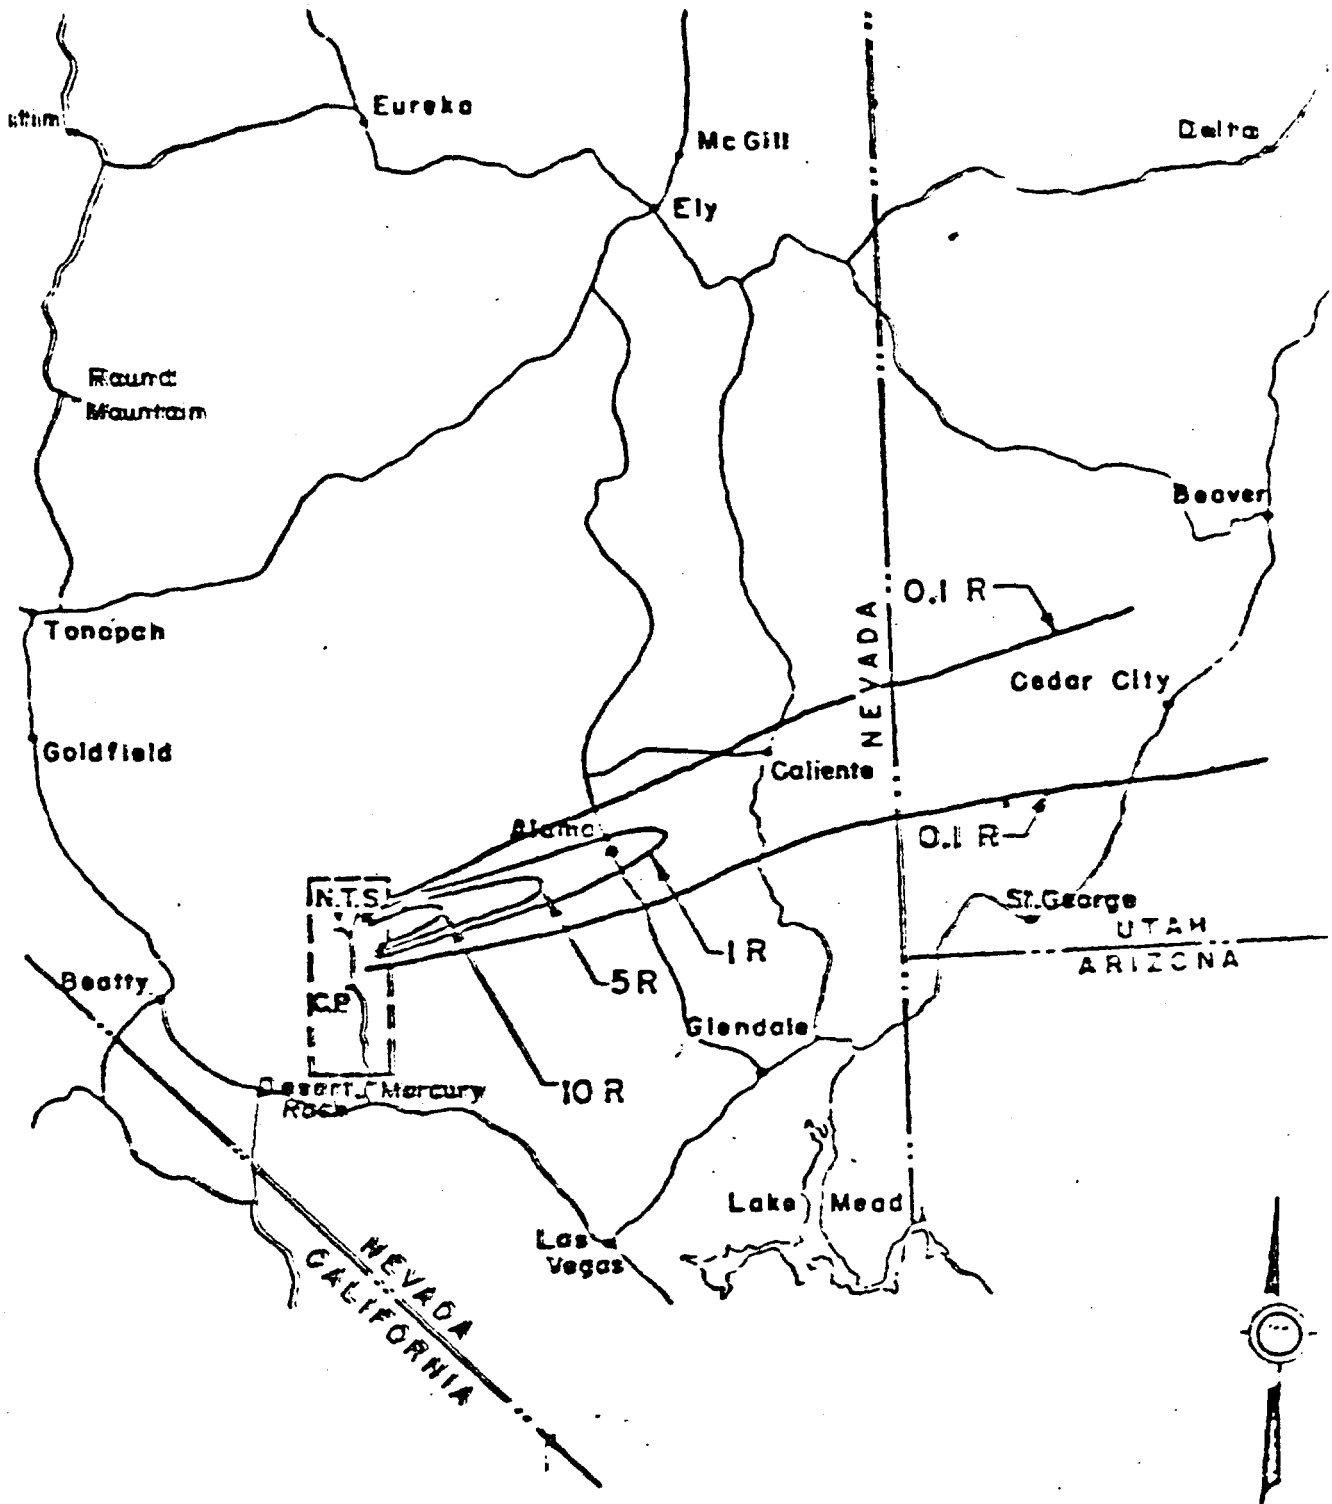 Eureka
McGill
Delta
Ely
Round
Mountain
Beaver
0.1 R
Tonopah
NEVADA
Cedar City
Goldfield
Caliente
Alamo
0.1 R
N.T.S.
St. George
UTAH
1 R
ARIZONA
Beatty
5 R
C.P.
Glendale
10 R
Desert
Rock
Mercury
Lake Mead
Las
Vegas
NEVADA
CALIFORNIA